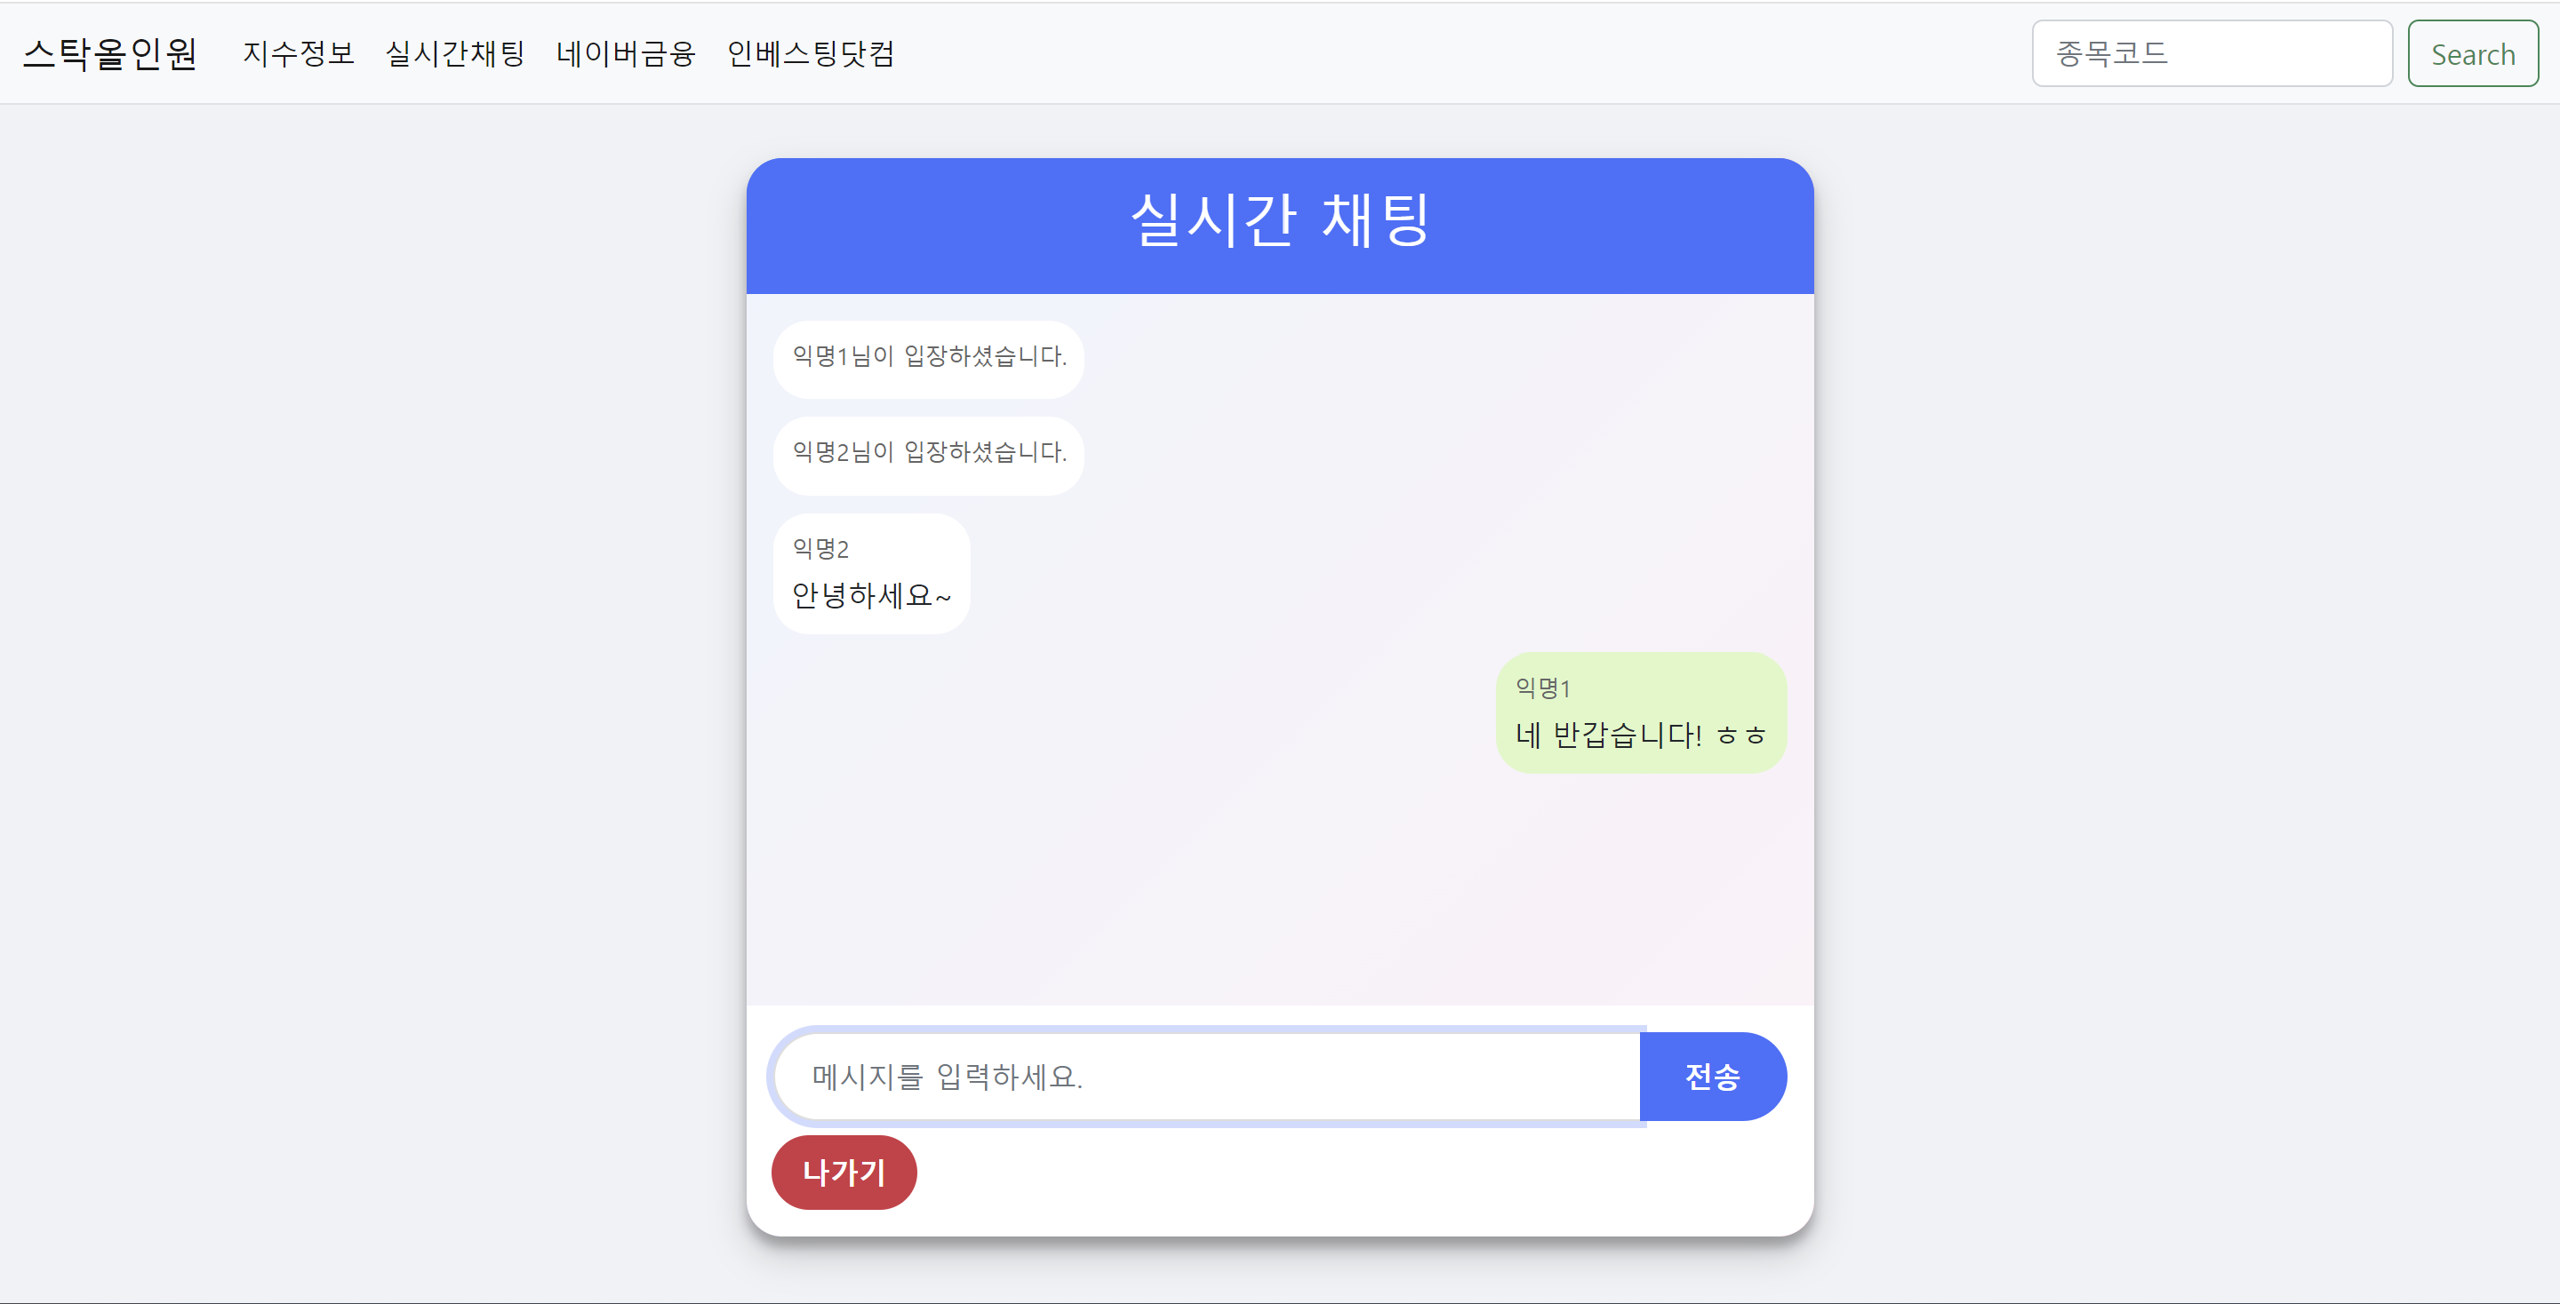 스탁올인원 지수정보 실시간채팅 네이버금융 인베스팅닷컴 종목코드 Search
실시간 채팅
익명1님이 입장하셨습니다.
익명2님이 입장하셨습니다.
익명2
안녕하세요~
익명1
네 반갑습니다! ㅎㅎ
메시지를 입력하세요. 전송
나가기